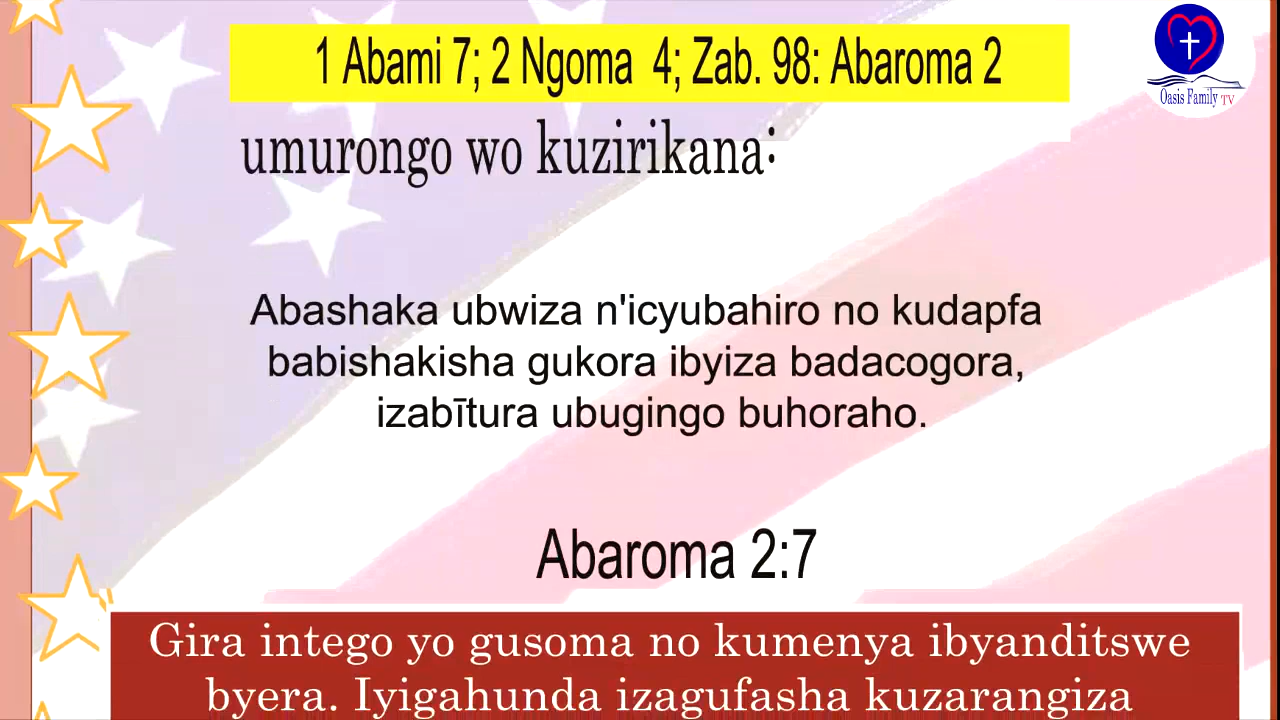 1 Abami 7; 2 Ngoma 4; Zab. 98: Abaroma 2
Oasis Family TV
umurongo wo kuzirikana:
Abashaka ubwiza n'icyubahiro no kudapfa
babishakisha gukora ibyiza badacogora,
izabītura ubugingo buhoraho.
Abaroma 2:7
Gira intego yo gusoma no kumenya ibyanditswe
byera. Iyigahunda izagufasha kuzarangiza